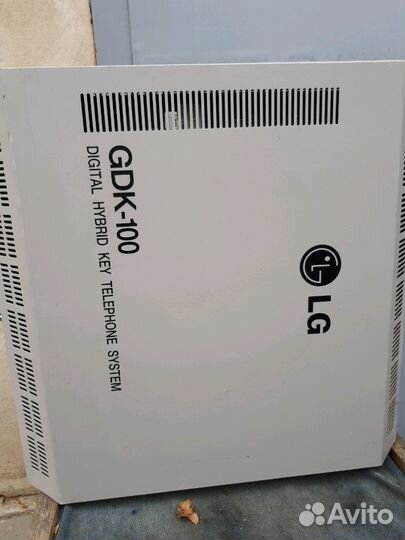 GDK-100
DIGITAL HYBRID KEY TELEPHONE SYSTEM
LG
Avito